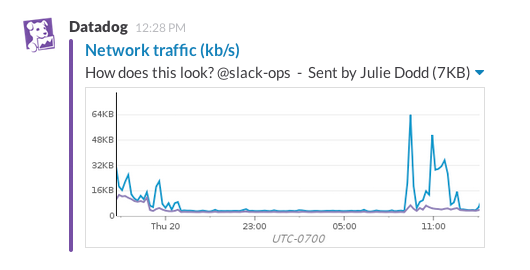 Datadog 12:28 PM
Network traffic (kb/s)
How does this look? @slack-ops - Sent by Julie Dodd (7KB)
64KB
48KB
32KB
16KB
0
Thu 20 23:00 05:00 11:00
UTC-0700